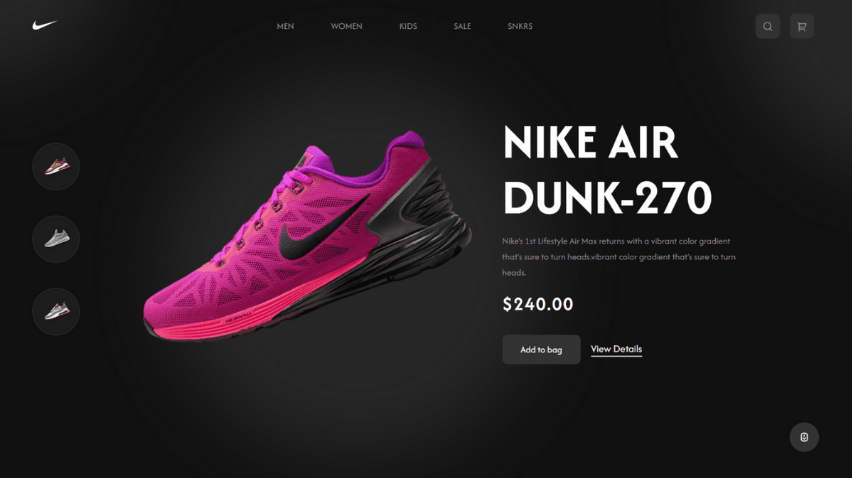 MEN WOMEN KIDS SALE SNKRS
NIKE AIR
DUNK-270
Nike's 1st Lifestyle Air Max returns with a vibrant color gradient
that's sure to turn heads.vibrant color gradient that's sure to turn
heads.
$240.00
Add to bag View Details